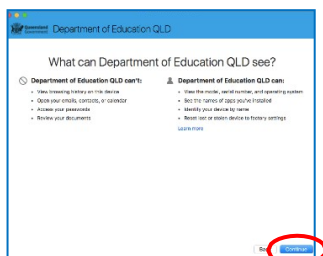 Queensland Government
Department of Education QLD
What can Department of Education QLD see?
Department of Education QLD can't:
View browsing history on this device
Open your emails, contacts, or calendar
Access your passwords
Review your documents
Department of Education QLD can:
View the model, serial number, and operating system
See the names of apps you've installed
Identify your device by name
Reset lost or stolen device to factory settings
Learn more
Continue